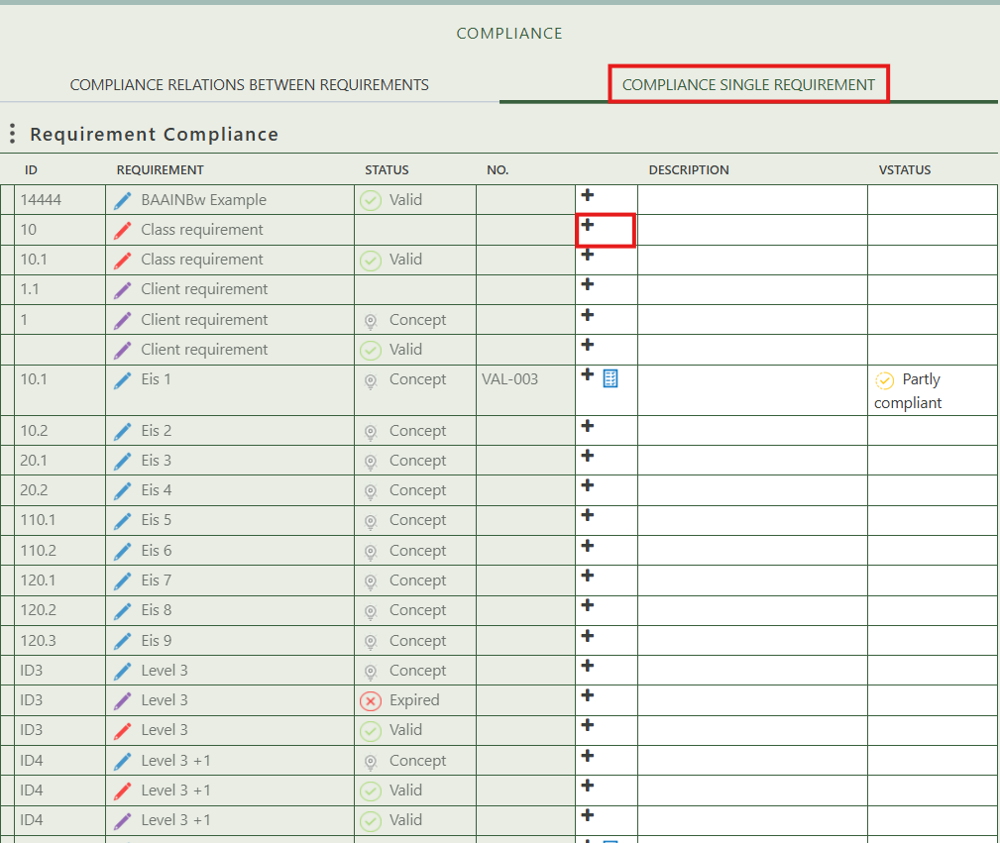 COMPLIANCE
COMPLIANCE RELATIONS BETWEEN REQUIREMENTS COMPLIANCE SINGLE REQUIREMENT
Requirement Compliance
ID REQUIREMENT STATUS NO. DESCRIPTION VSTATUS
14444 BAAINBw Example Valid
10 Class requirement
10.1 Class requirement Valid
1.1 Client requirement
1 Client requirement Concept
Client requirement Valid
10.1 Eis 1 Concept VAL-003 Partly
compliant
10.2 Eis 2 Concept
20.1 Eis 3 Concept
20.2 Eis 4 Concept
110.1 Eis 5 Concept
110.2 Eis 6 Concept
120.1 Eis 7 Concept
120.2 Eis 8 Concept
120.3 Eis 9 Concept
ID3 Level 3 Concept
ID3 Level 3 Expired
ID3 Level 3 Valid
ID4 Level 3 +1 Concept
ID4 Level 3 +1 Valid
ID4 Level 3 +1 Valid